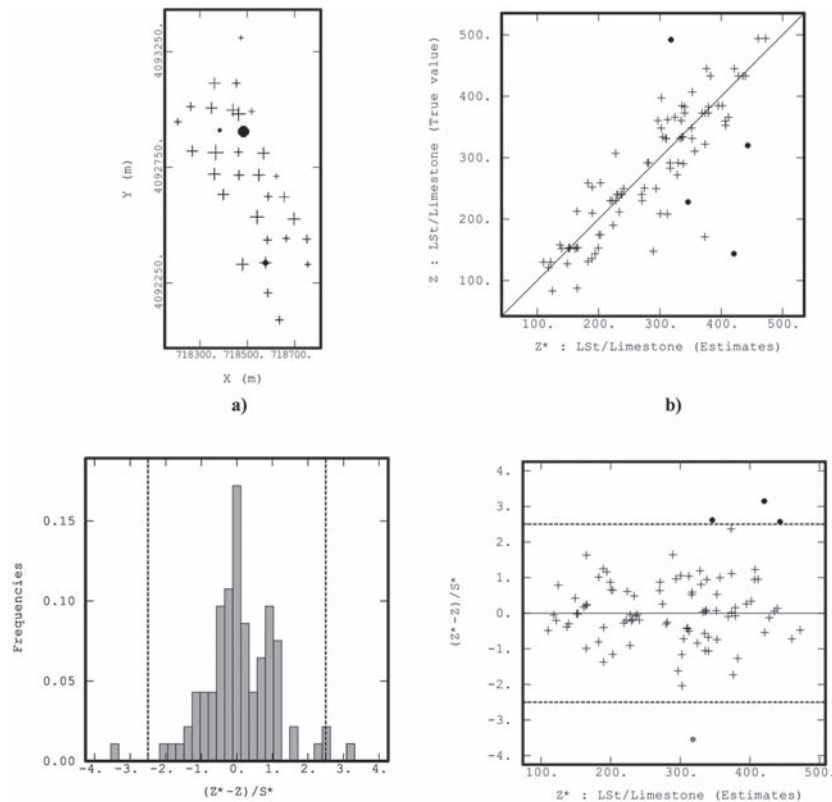 4093250.
4092750.
4092250.
Y (m)
718300. 718500. 718700.
X (m)
a)
500.
400.
300.
200.
100.
Z : LSt/Limestone (True value)
100. 200. 300. 400. 500.
Z* : LSt/Limestone (Estimates)
b)
0.15
0.10
0.05
0.00
Frequencies
-4. -3. -2. -1. 0. 1. 2. 3. 4.
(Z*-Z)/S*
4.
3.
2.
1.
0.
-1.
-2.
-3.
-4.
(Z*-Z)/S*
100. 200. 300. 400. 500.
Z* : LSt/Limestone (Estimates)